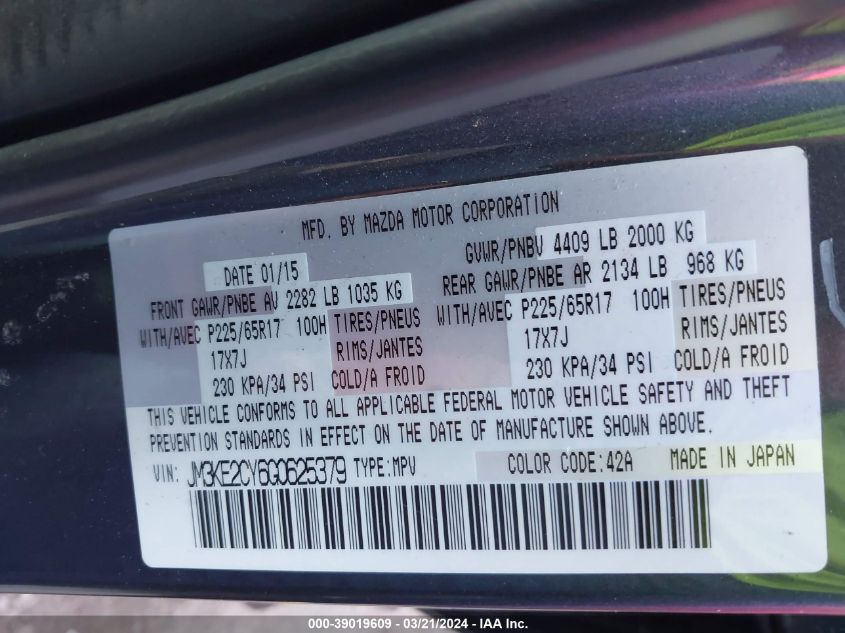 MFD. BY MAZDA MOTOR CORPORATION
DATE 01/15
GVWR/PNBV 4409 LB 2000 KG
FRONT GAWR/PNBE AV 2282 LB 1035 KG
REAR GAWR/PNBE AR 2134 LB 968 KG
WITH/AVEC P225/65R17 100H TIRES/PNEUS
WITH/AVEC P225/65R17 100H TIRES/PNEUS
17X7J RIMS/JANTES
17X7J RIMS/JANTES
230 KPA/34 PSI COLD/A FROID
230 KPA/34 PSI COLD/A FROID
THIS VEHICLE CONFORMS TO ALL APPLICABLE FEDERAL MOTOR VEHICLE SAFETY AND THEFT
PREVENTION STANDARDS IN EFFECT ON THE DATE OF MANUFACTURE SHOWN ABOVE.
VIN: JM3KE2CY6G0625379 TYPE:MPV COLOR CODE:42A MADE IN JAPAN
000-39019609 - 03/21/2024 - IAA Inc.